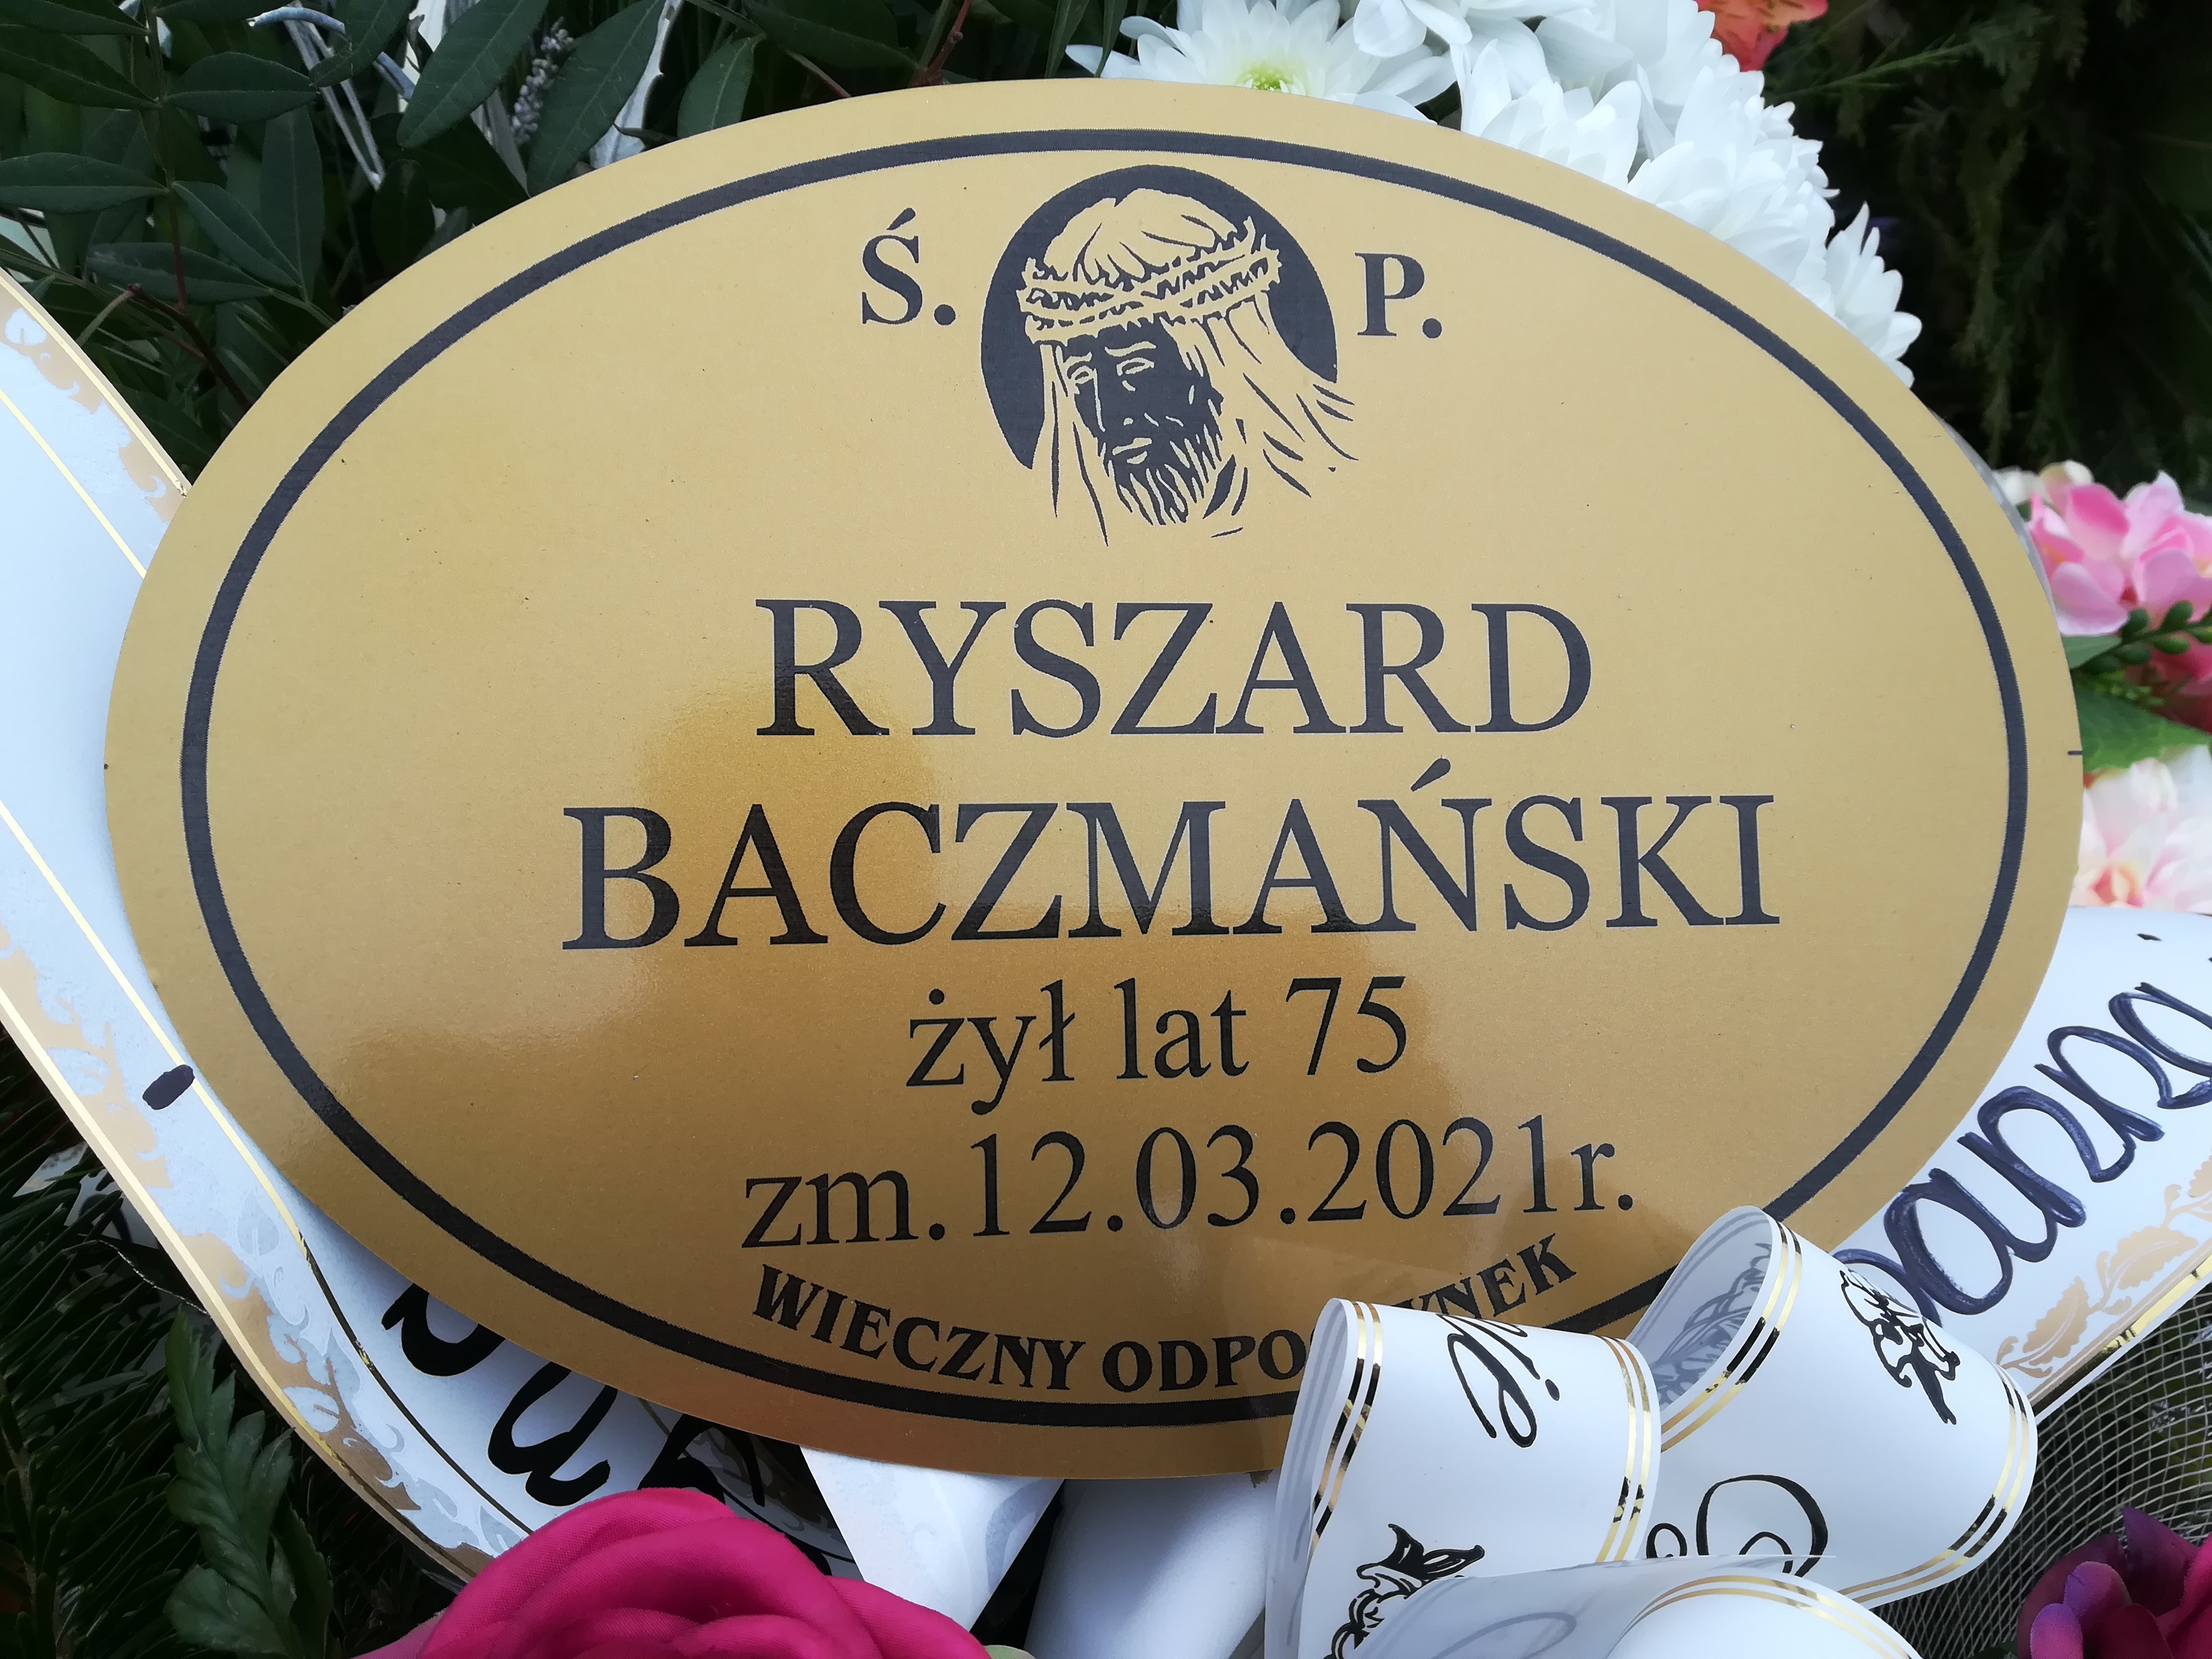 Ś. P.
RYSZARD
BACZMAŃSKI
żył lat 75
zm.12.03.2021r.
WIECZNY